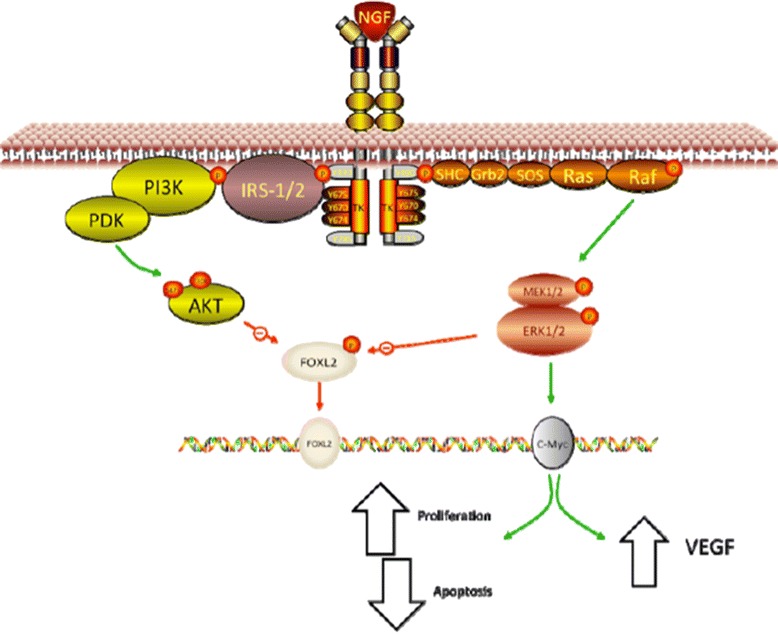 NGF
PI3K
P
IRS-1/2
P
P
SHC
Grb2
SOS
Ras
Raf
P
PDK
Y675
Y670
Y674
TK
TK
Y675
Y670
Y674
AKT
MEK1/2
P
ERK1/2
P
FOXL2
P
FOXL2
C-Myc
Proliferation
Apoptosis
VEGF